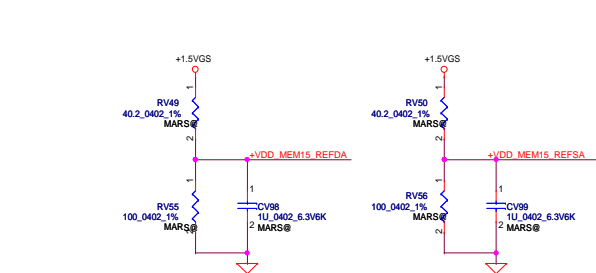 +1.5VGS
1
RV49
40.2_0402_1%
MARS@
2
+VDD_MEM15_REFDA
1
RV55
100_0402_1%
MARS@
2
1
CV98
1U_0402_6.3V6K
2
MARS@
+1.5VGS
1
RV50
40.2_0402_1%
MARS@
2
+VDD_MEM15_REFSA
1
RV56
100_0402_1%
MARS@
2
1
CV99
1U_0402_6.3V6K
2
MARS@